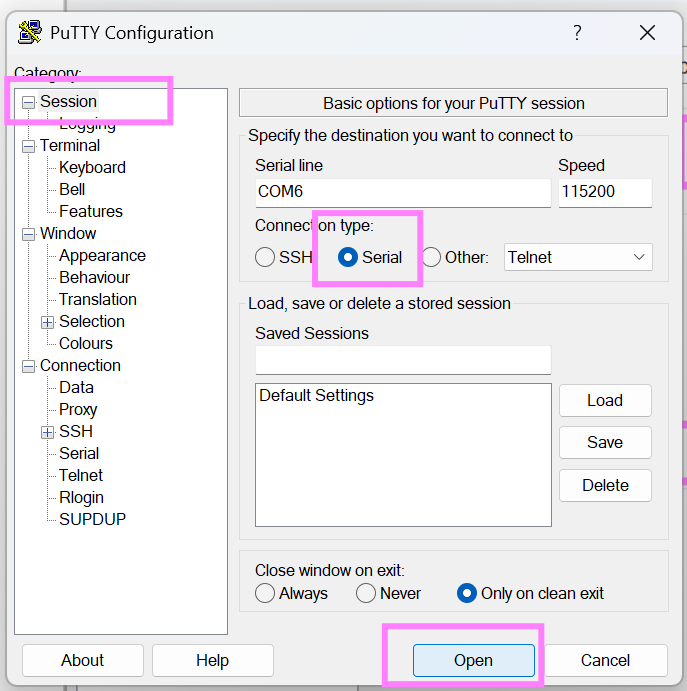 PuTTY Configuration
?
Category:
Session
Logging
Terminal
Keyboard
Bell
Features
Window
Appearance
Behaviour
Translation
Selection
Colours
Connection
Data
Proxy
SSH
Serial
Telnet
Rlogin
SUPDUP
Basic options for your PuTTY session
Specify the destination you want to connect to
Serial line Speed
COM6 115200
Connection type:
SSH Serial Other: Telnet
Load, save or delete a stored session
Saved Sessions
Default Settings
Load
Save
Delete
Close window on exit:
Always Never Only on clean exit
About Help Open Cancel